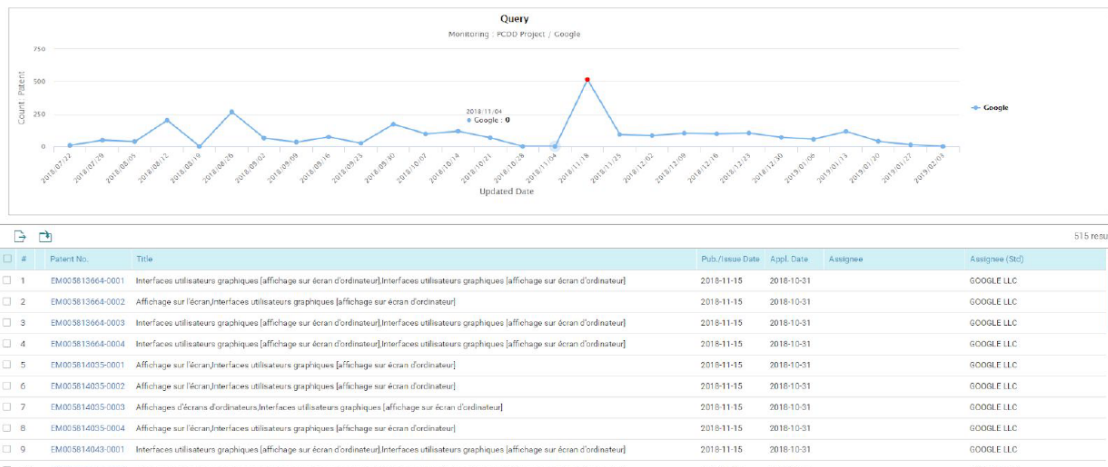 Query
Monitoring : PCDD Project / Google
750
500
250
0
Count: Patent
2018/11/04
Google : 0
Google
2018/07/22
2018/07/29
2018/08/05
2018/08/12
2018/08/19
2018/08/26
2018/09/02
2018/09/09
2018/09/16
2018/09/23
2018/09/30
2018/10/07
2018/10/14
2018/10/21
2018/10/28
2018/11/04
2018/11/18
2018/11/25
2018/12/02
2018/12/09
2018/12/16
2018/12/23
2018/12/30
2019/01/06
2019/01/13
2019/01/20
2019/01/27
2019/02/03
Updated Date
515 resu
# Patent No. Title Pub./Issue Date Appl. Date Assignee Assignee (Std)
1 EM005813664-0001 Interfaces utilisateurs graphiques [affichage sur écran d'ordinateur],Interfaces utilisateurs graphiques [affichage sur écran d'ordinateur] 2018-11-15 2018-10-31 GOOGLE LLC
2 EM005813664-0002 Affichage sur l'écran,Interfaces utilisateurs graphiques [affichage sur écran d'ordinateur] 2018-11-15 2018-10-31 GOOGLE LLC
3 EM005813664-0003 Interfaces utilisateurs graphiques [affichage sur écran d'ordinateur],Interfaces utilisateurs graphiques [affichage sur écran d'ordinateur] 2018-11-15 2018-10-31 GOOGLE LLC
4 EM005813664-0004 Interfaces utilisateurs graphiques [affichage sur écran d'ordinateur],Interfaces utilisateurs graphiques [affichage sur écran d'ordinateur] 2018-11-15 2018-10-31 GOOGLE LLC
5 EM005814035-0001 Affichage sur l'écran,Interfaces utilisateurs graphiques [affichage sur écran d'ordinateur] 2018-11-15 2018-10-31 GOOGLE LLC
6 EM005814035-0002 Affichage sur l'écran,Interfaces utilisateurs graphiques [affichage sur écran d'ordinateur] 2018-11-15 2018-10-31 GOOGLE LLC
7 EM005814035-0003 Affichages d'écrans d'ordinateurs,Interfaces utilisateurs graphiques [affichage sur écran d'ordinateur] 2018-11-15 2018-10-31 GOOGLE LLC
8 EM005814035-0004 Affichage sur l'écran,Interfaces utilisateurs graphiques [affichage sur écran d'ordinateur] 2018-11-15 2018-10-31 GOOGLE LLC
9 EM005814043-0001 Interfaces utilisateurs graphiques [affichage sur écran d'ordinateur],Interfaces utilisateurs graphiques [affichage sur écran d'ordinateur] 2018-11-15 2018-10-31 GOOGLE LLC